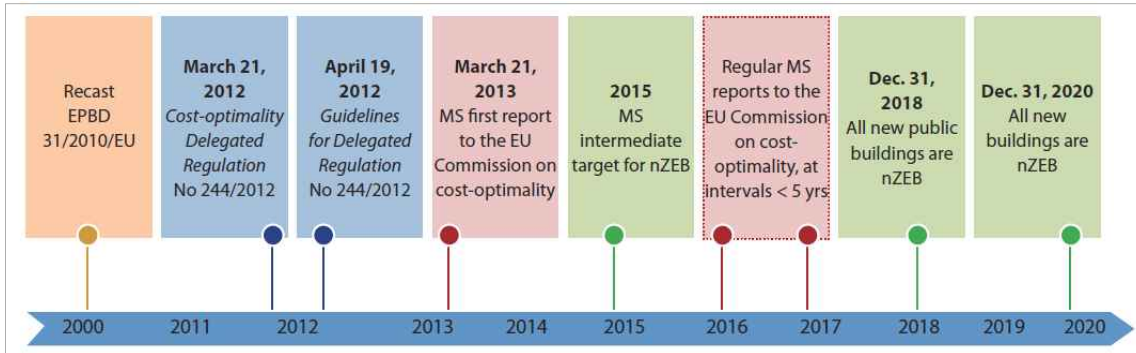 Recast
EPBD
31/2010/EU
March 21,
2012
Cost-optimality
Delegated
Regulation
No 244/2012
April 19,
2012
Guidelines
for Delegated
Regulation
No 244/2012
March 21,
2013
MS first report
to the EU
Commission on
cost-optimality
2015
MS
intermediate
target for nZEB
Regular MS
reports to the
EU Commission
on cost-
optimality, at
intervals < 5 yrs
Dec. 31,
2018
All new public
buildings are
nZEB
Dec. 31, 2020
All new
buildings are
nZEB
2000 2011 2012 2013 2014 2015 2016 2017 2018 2019 2020